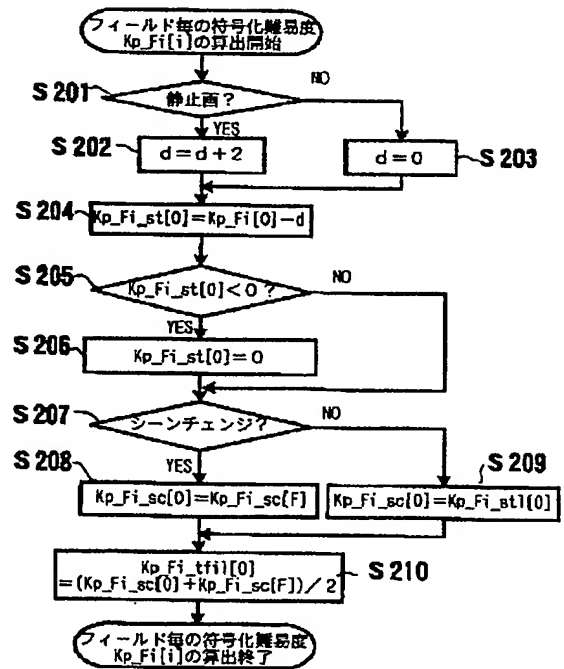 フィールド毎の符号化難易度
Kp_Fi[i]の算出開始
S201
静止画?
NO
YES
S202
d=d+2
d=0
S203
S204
Kp_Fi_st[0]=Kp_Fi[0]-d
S205
Kp_Fi_st[0]<0?
NO
YES
S206
Kp_Fi_st[0]=0
S207
シーンチェンジ?
NO
S208
YES
S209
Kp_Fi_sc[0]=Kp_Fi_sc[F]
Kp_Fi_sc[0]=Kp_Fi_stl[0]
Kp_Fi_tfil[0]
=(Kp_Fi_sc[0]+Kp_Fi_sc[F])/2
S210
フィールド毎の符号化難易度
Kp_Fi[i]の算出終了